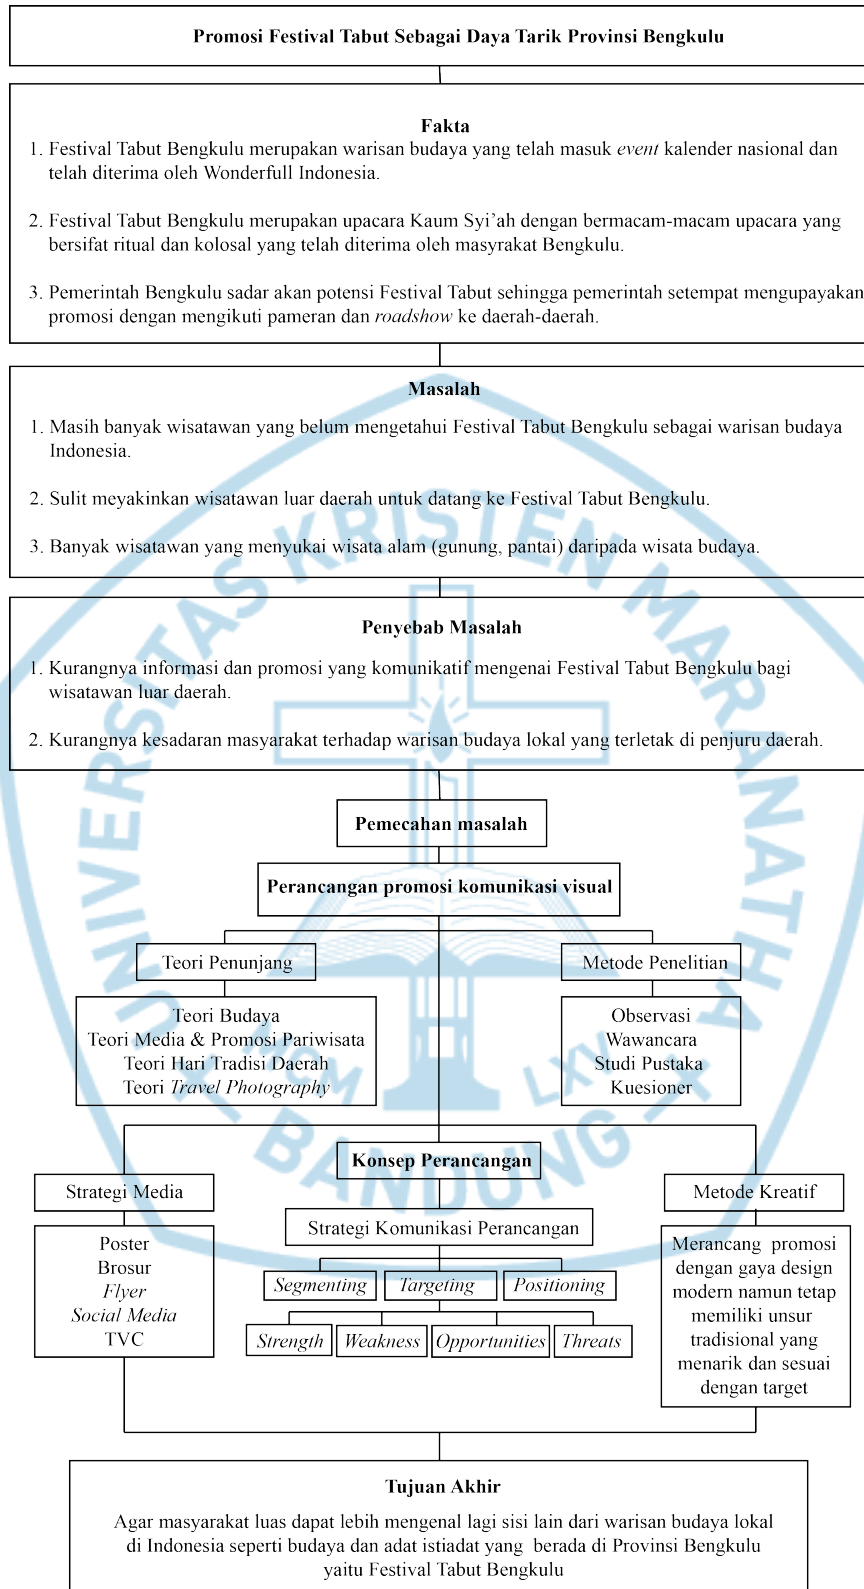 Promosi Festival Tabut Sebagai Daya Tarik Provinsi Bengkulu
Fakta
1. Festival Tabut Bengkulu merupakan warisan budaya yang telah masuk event kalender nasional dan
telah diterima oleh Wonderfull Indonesia.
2. Festival Tabut Bengkulu merupakan upacara Kaum Syi'ah dengan bermacam-macam upacara yang
bersifat ritual dan kolosal yang telah diterima oleh masyrakat Bengkulu.
3. Pemerintah Bengkulu sadar akan potensi Festival Tabut sehingga pemerintah setempat mengupayakan
promosi dengan mengikuti pameran dan roadshow ke daerah-daerah.
Masalah
1. Masih banyak wisatawan yang belum mengetahui Festival Tabut Bengkulu sebagai warisan budaya
Indonesia.
2. Sulit meyakinkan wisatawan luar daerah untuk datang ke Festival Tabut Bengkulu.
3. Banyak wisatawan yang menyukai wisata alam (gunung, pantai) daripada wisata budaya.
Penyebab Masalah
1. Kurangnya informasi dan promosi yang komunikatif mengenai Festival Tabut Bengkulu bagi
wisatawan luar daerah.
2. Kurangnya kesadaran masyarakat terhadap warisan budaya lokal yang terletak di penjuru daerah.
Pemecahan masalah
Perancangan promosi komunikasi visual
Teori Penunjang
Teori Budaya
Teori Media & Promosi Pariwisata
Teori Hari Tradisi Daerah
Teori Travel Photography
Metode Penelitian
Observasi
Wawancara
Studi Pustaka
Kuesioner
Konsep Perancangan
Strategi Media
Poster
Brosur
Flyer
Social Media
TVC
Strategi Komunikasi Perancangan
Segmenting
Targeting
Positioning
Strength
Weakness
Opportunities
Threats
Metode Kreatif
Merancang promosi
dengan gaya design
modern namun tetap
memiliki unsur
tradisional yang
menarik dan sesuai
dengan target
Tujuan Akhir
Agar masyarakat luas dapat lebih mengenal lagi sisi lain dari warisan budaya lokal
di Indonesia seperti budaya dan adat istiadat yang berada di Provinsi Bengkulu
yaitu Festival Tabut Bengkulu
UNIVERSITAS KRISTEN MARANATHA
MCM LXV
BANDUNG